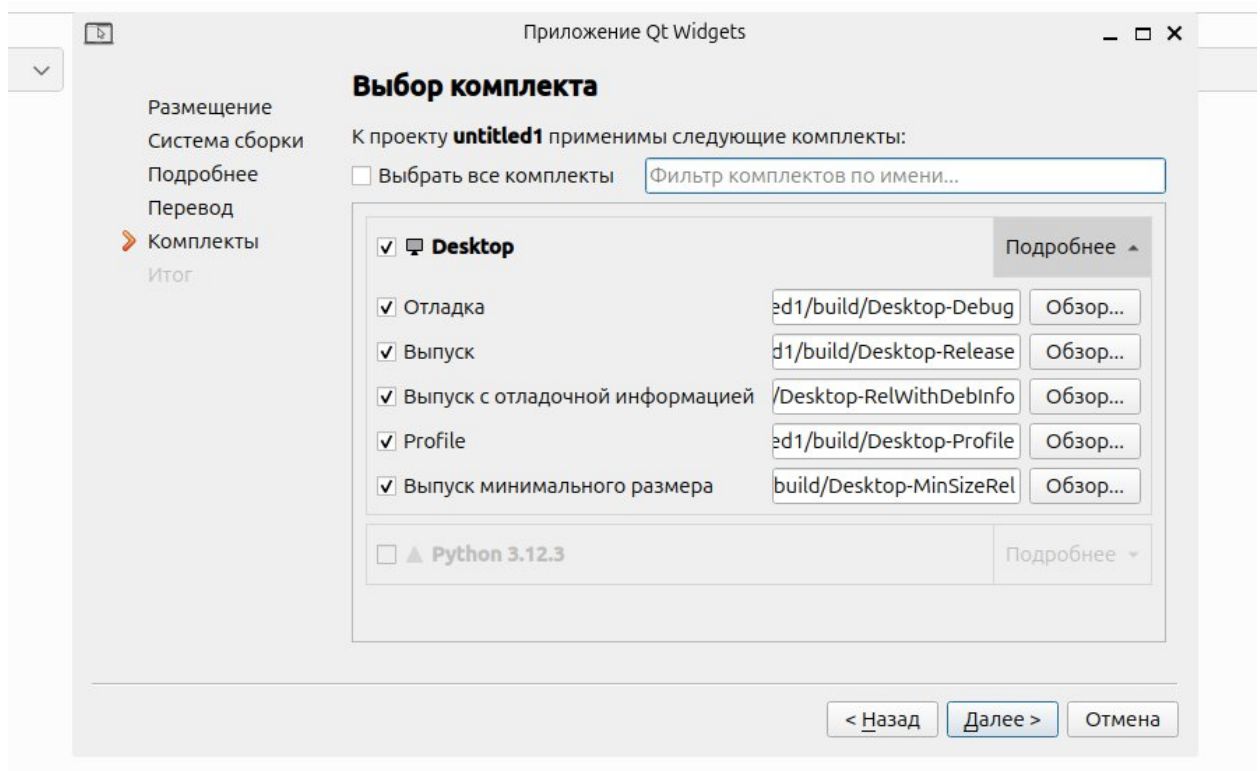 Приложение Qt Widgets
Размещение
Система сборки
Подробнее
Перевод
Комплекты
Итог
Выбор комплекта
К проекту untitled1 применимы следующие комплекты:
Выбрать все комплекты Фильтр комплектов по имени...
Desktop Подробнее
Отладка ed1/build/Desktop-Debug Обзор...
Выпуск d1/build/Desktop-Release Обзор...
Выпуск с отладочной информацией /Desktop-RelWithDebInfo Обзор...
Profile ed1/build/Desktop-Profile Обзор...
Выпуск минимального размера build/Desktop-MinSizeRel Обзор...
Python 3.12.3 Подробнее
< Назад Далее > Отмена